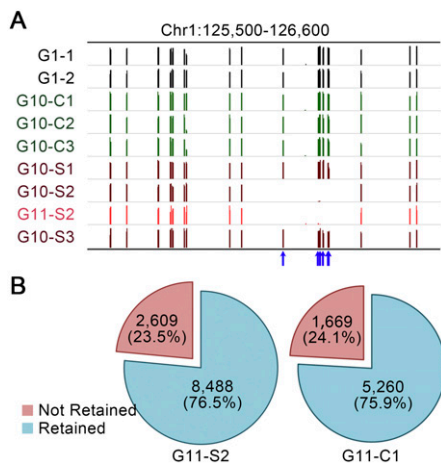 A
Chr1:125,500-126,600
G1-1
G1-2
G10-C1
G10-C2
G10-C3
G10-S1
G10-S2
G11-S2
G10-S3
B
2,609
(23.5%)
8,488
(76.5%)
1,669
(24.1%)
5,260
(75.9%)
Not Retained
Retained
G11-S2
G11-C1